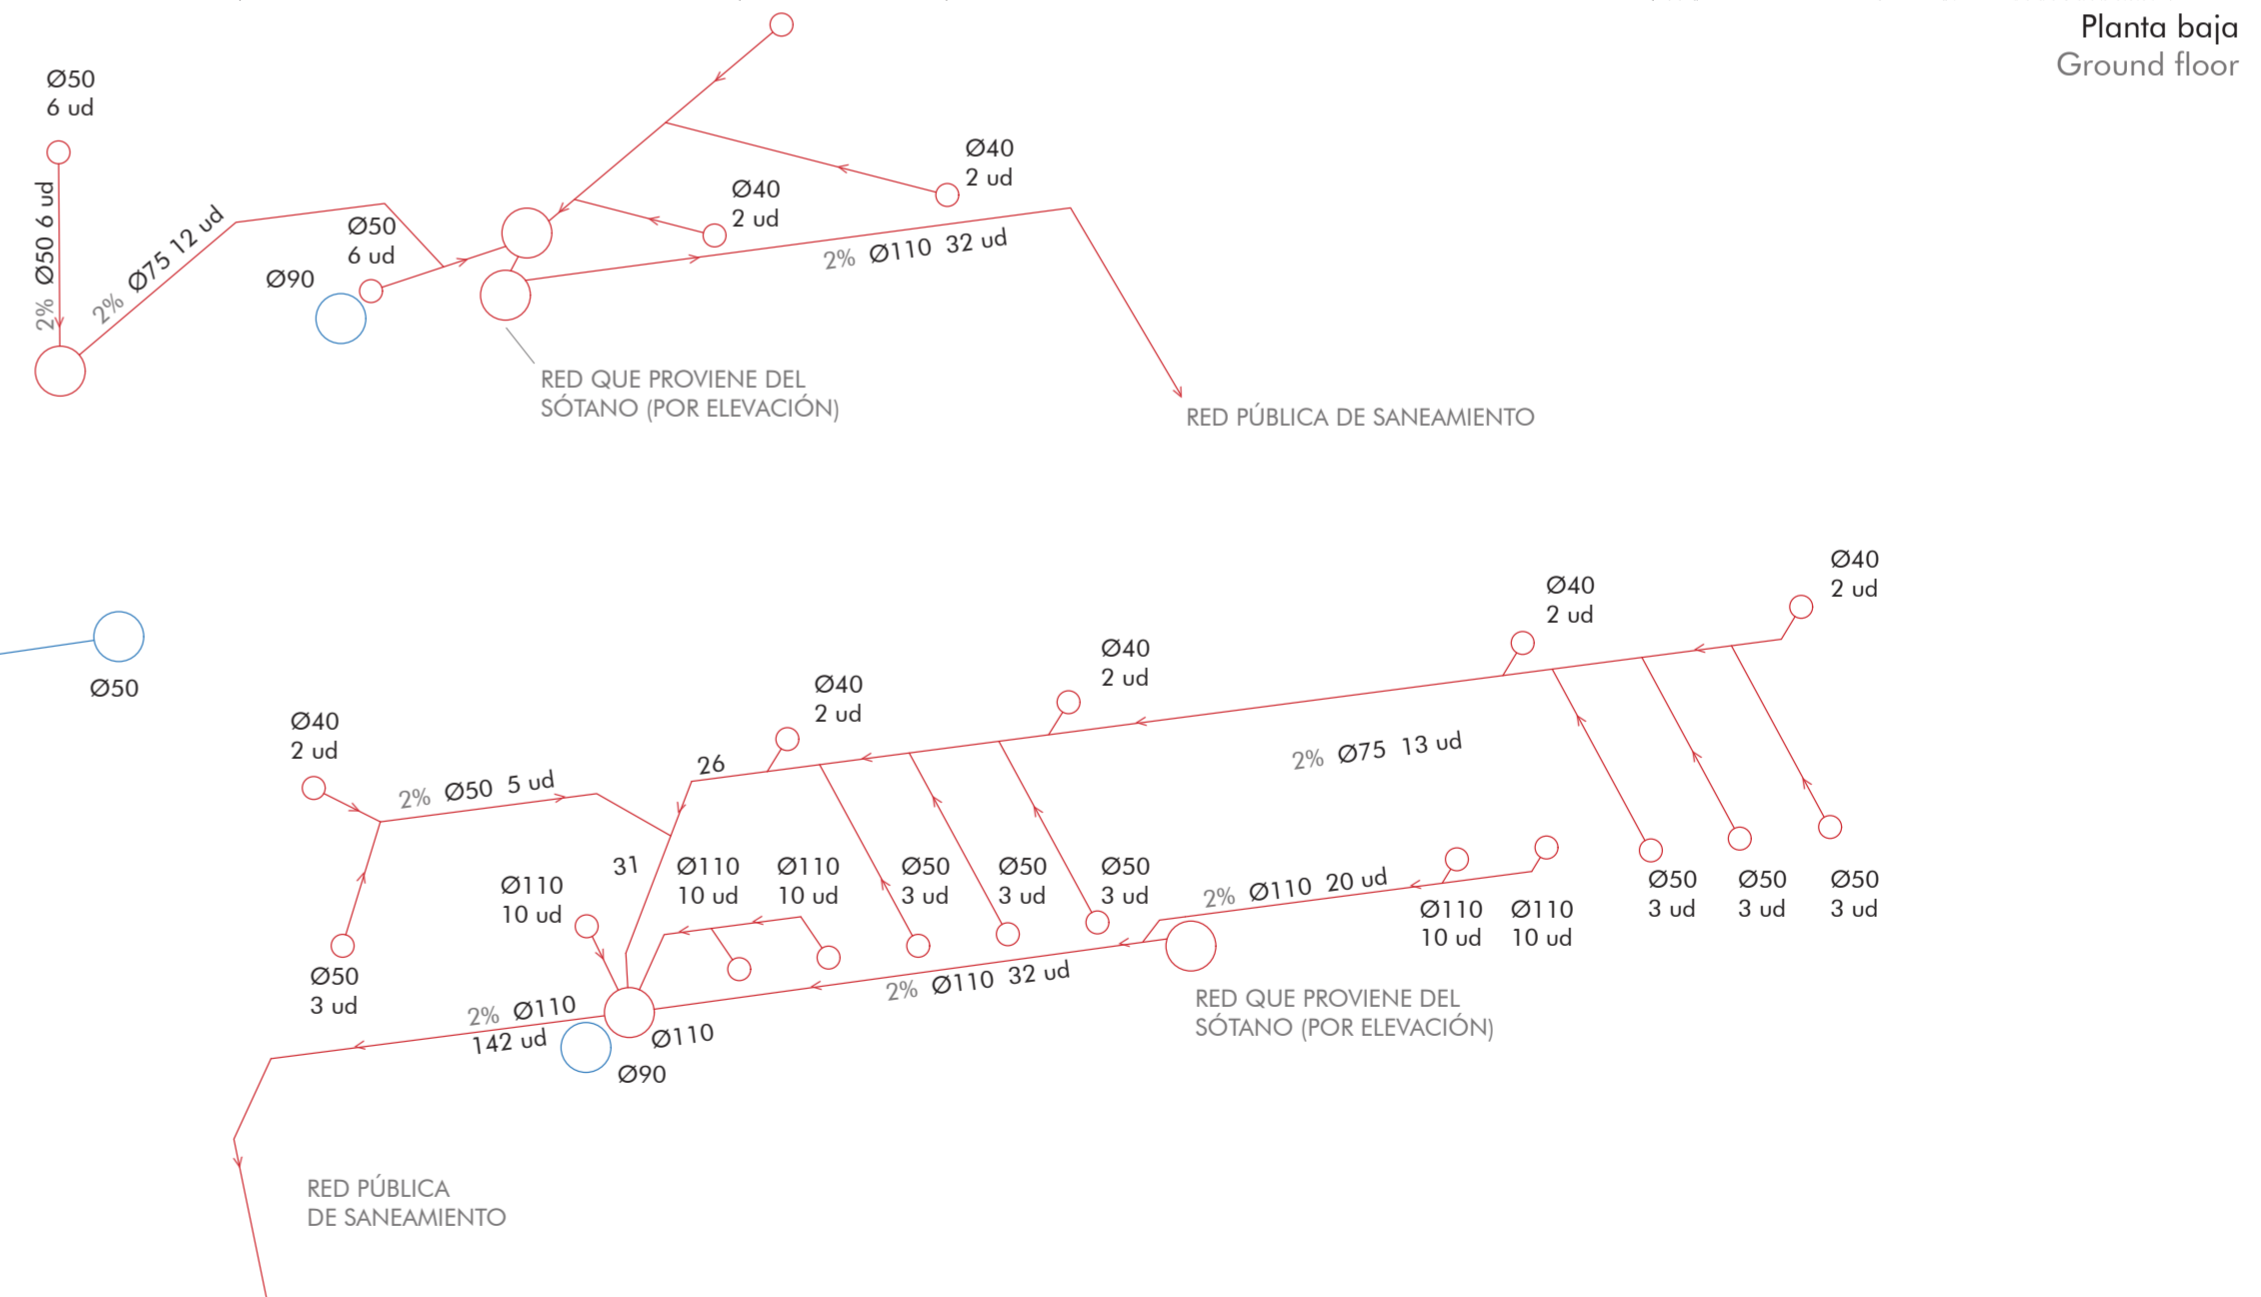 Planta baja
Ground floor
Ø50
6 ud
2% Ø50 6 ud
2% Ø75 12 ud
Ø50
6 ud
Ø90
Ø40
2 ud
Ø40
2 ud
2% Ø110 32 ud
RED QUE PROVIENE DEL
SÓTANO (POR ELEVACIÓN)
RED PÚBLICA DE SANEAMIENTO
Ø50
Ø40
2 ud
Ø40
2 ud
Ø40
2 ud
Ø40
2 ud
Ø40
2 ud
26
2% Ø75 13 ud
2% Ø50 5 ud
31
Ø110
10 ud
Ø110
10 ud
Ø110
10 ud
Ø50
3 ud
Ø50
3 ud
Ø50
3 ud
2% Ø110 20 ud
Ø110
10 ud
Ø110
10 ud
Ø50
3 ud
Ø50
3 ud
Ø50
3 ud
Ø50
3 ud
2% Ø110
142 ud
Ø110
Ø90
2% Ø110 32 ud
RED QUE PROVIENE DEL
SÓTANO (POR ELEVACIÓN)
RED PÚBLICA
DE SANEAMIENTO